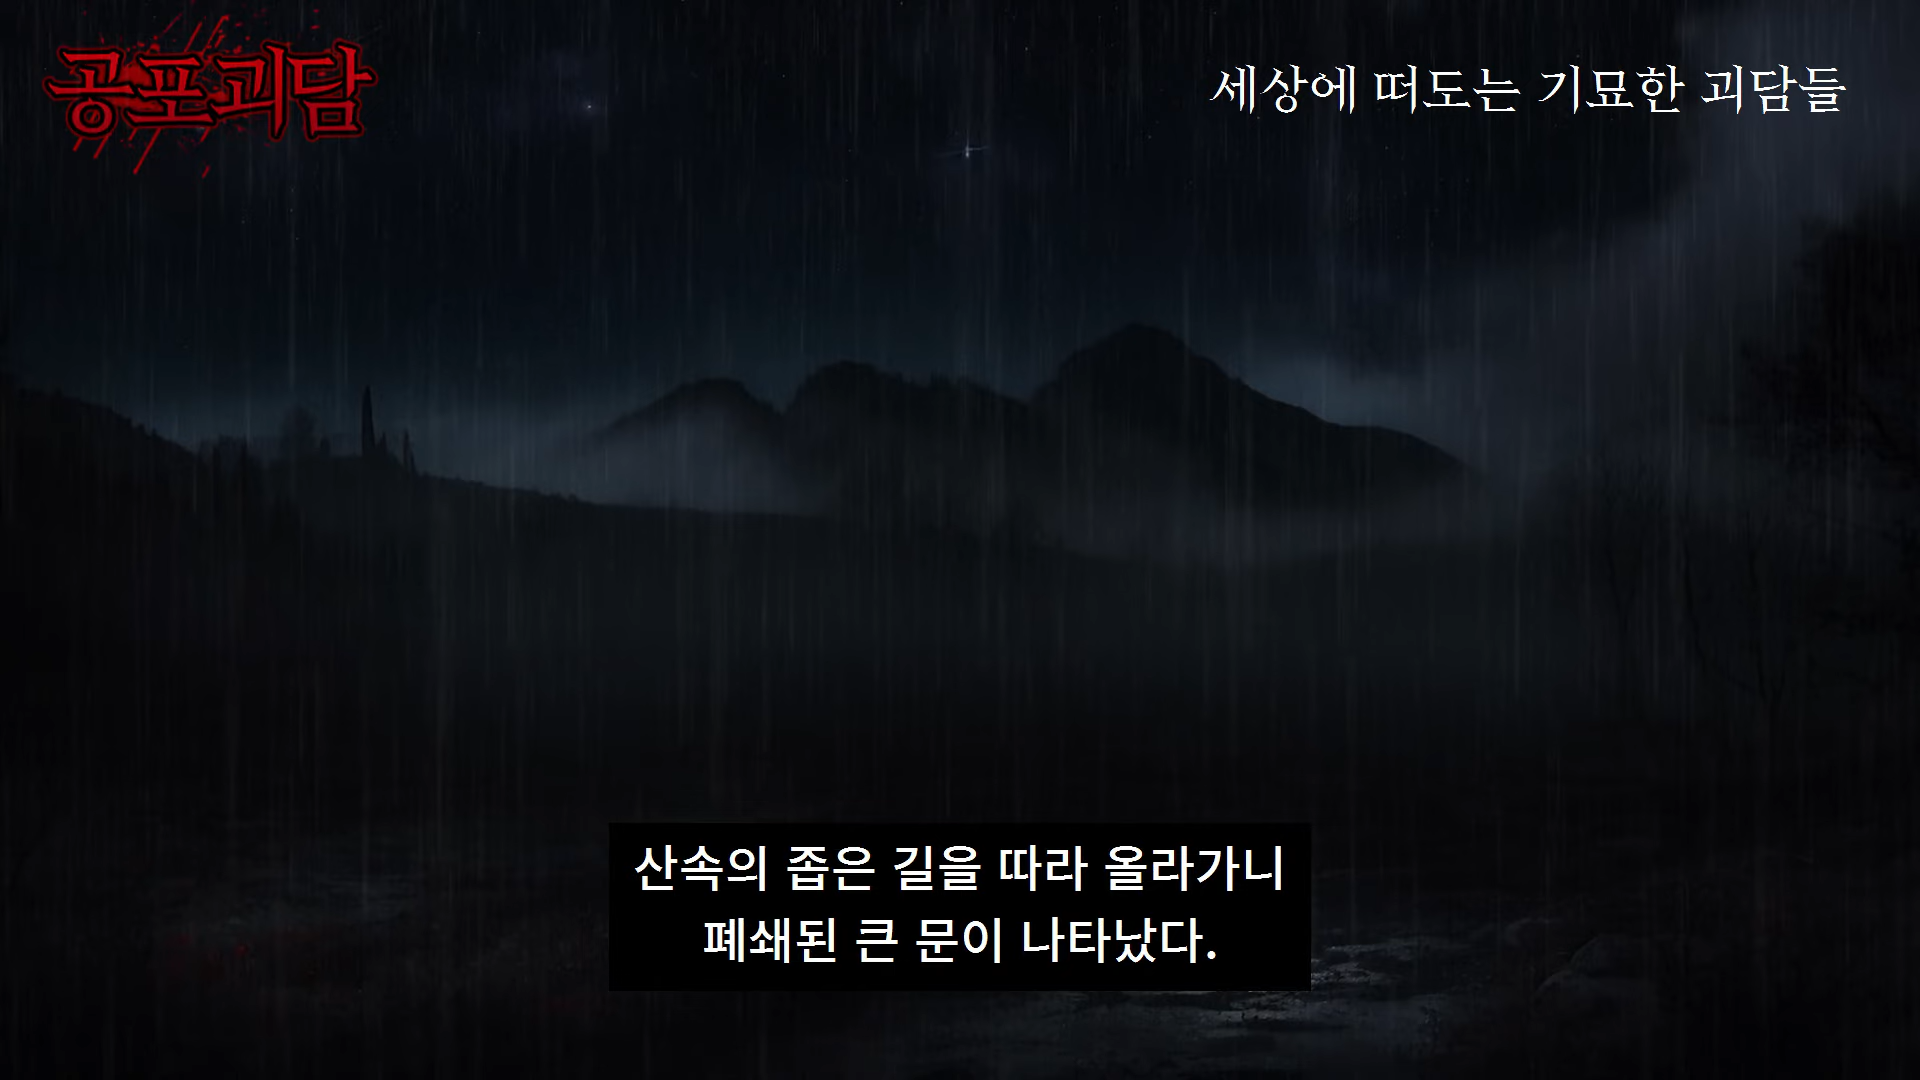 공포괴담
세상에 떠도는 기묘한 괴담들
산속의 좁은 길을 따라 올라가니
폐쇄된 큰 문이 나타났다.